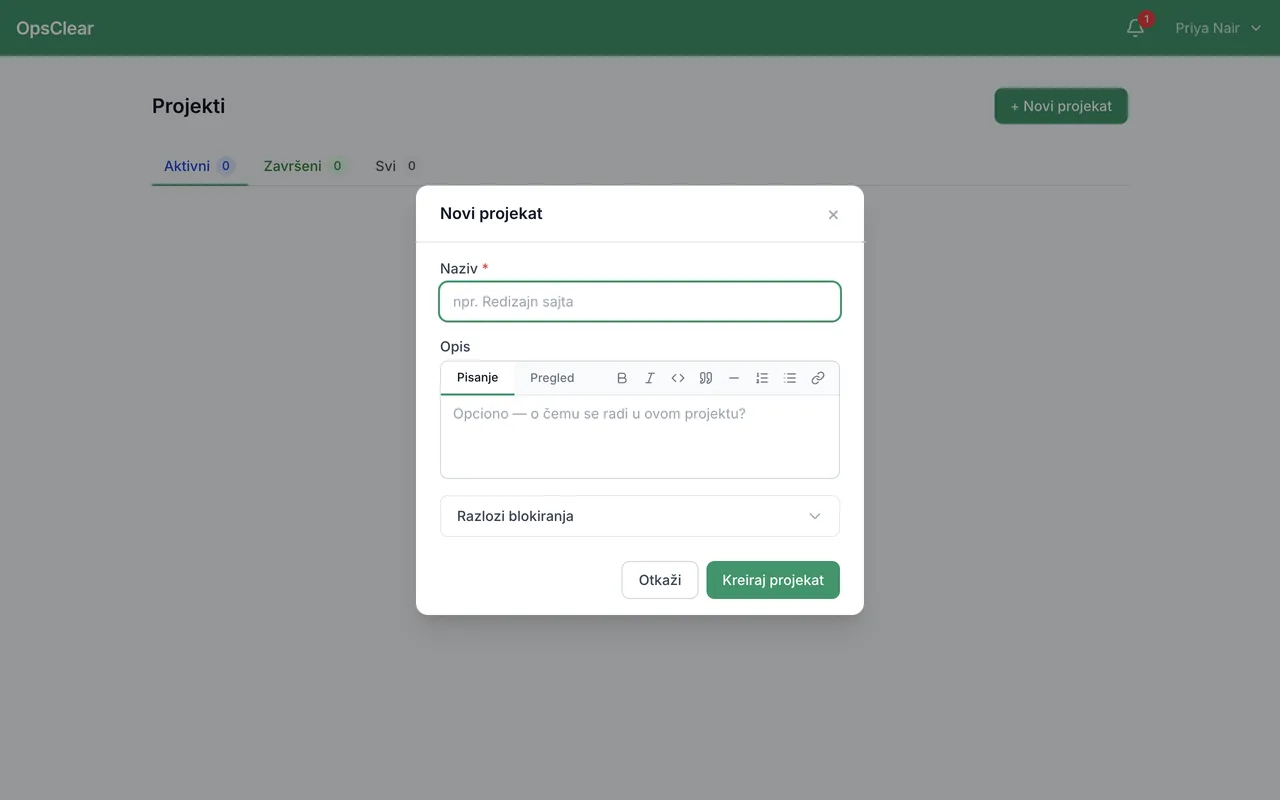 OpsClear
1
Priya Nair
Projekti
+ Novi projekat
Aktivni 0
Završeni 0
Svi 0
Novi projekat
×
Naziv *
npr. Redizajn sajta
Opis
Pisanje
Pregled
Opciono — o čemu se radi u ovom projektu?
Razlozi blokiranja
Otkaži
Kreiraj projekat